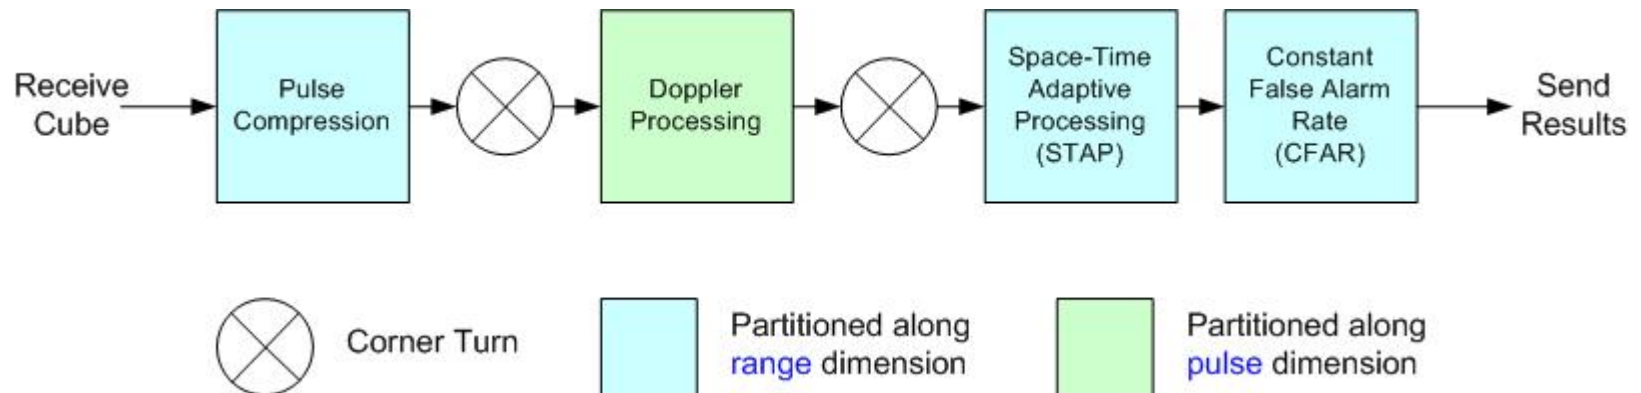 Receive
Cube
Pulse
Compression
Doppler
Processing
Space-Time
Adaptive
Processing
(STAP)
Constant
False Alarm
Rate
(CFAR)
Send
Results
Corner Turn
Partitioned along
range dimension
Partitioned along
pulse dimension